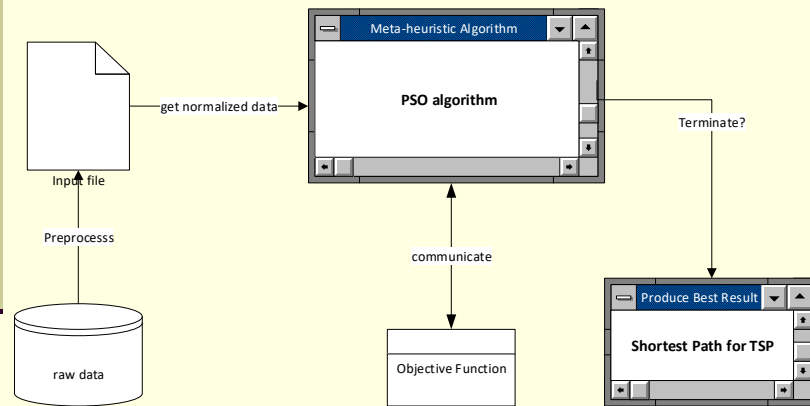 Meta-heuristic Algorithm
PSO algorithm
get normalized data
Terminate?
Input file
Preprocesss
communicate
Produce Best Result
Shortest Path for TSP
raw data
Objective Function